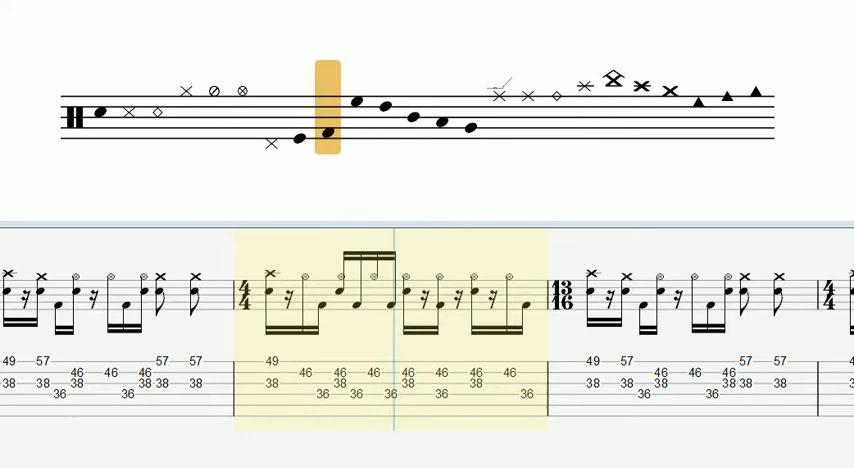 4 13 4
4 16 4
49 57 57 57 49 49 57 57 57
46 46 46 46 46 46 46 46 46 46 46 46 46
38 38 38 38 38 38 38 38 38 38 38 38 38 38 38 38
36 36 36 36 36 36 36 36 36